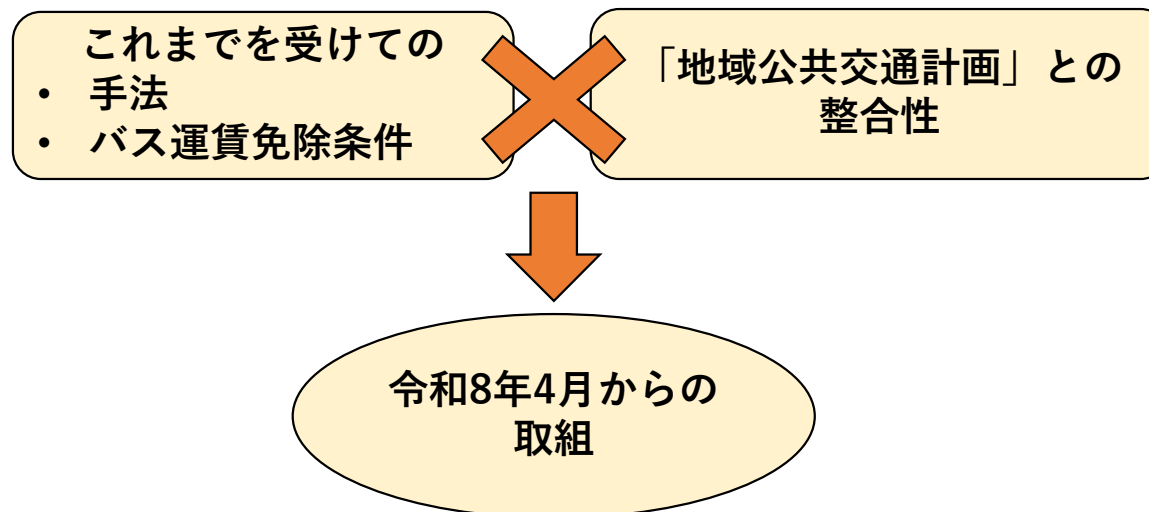 これまでを受けての
• 手法
• バス運賃免除条件
「地域公共交通計画」との
整合性
令和8年4月からの
取組